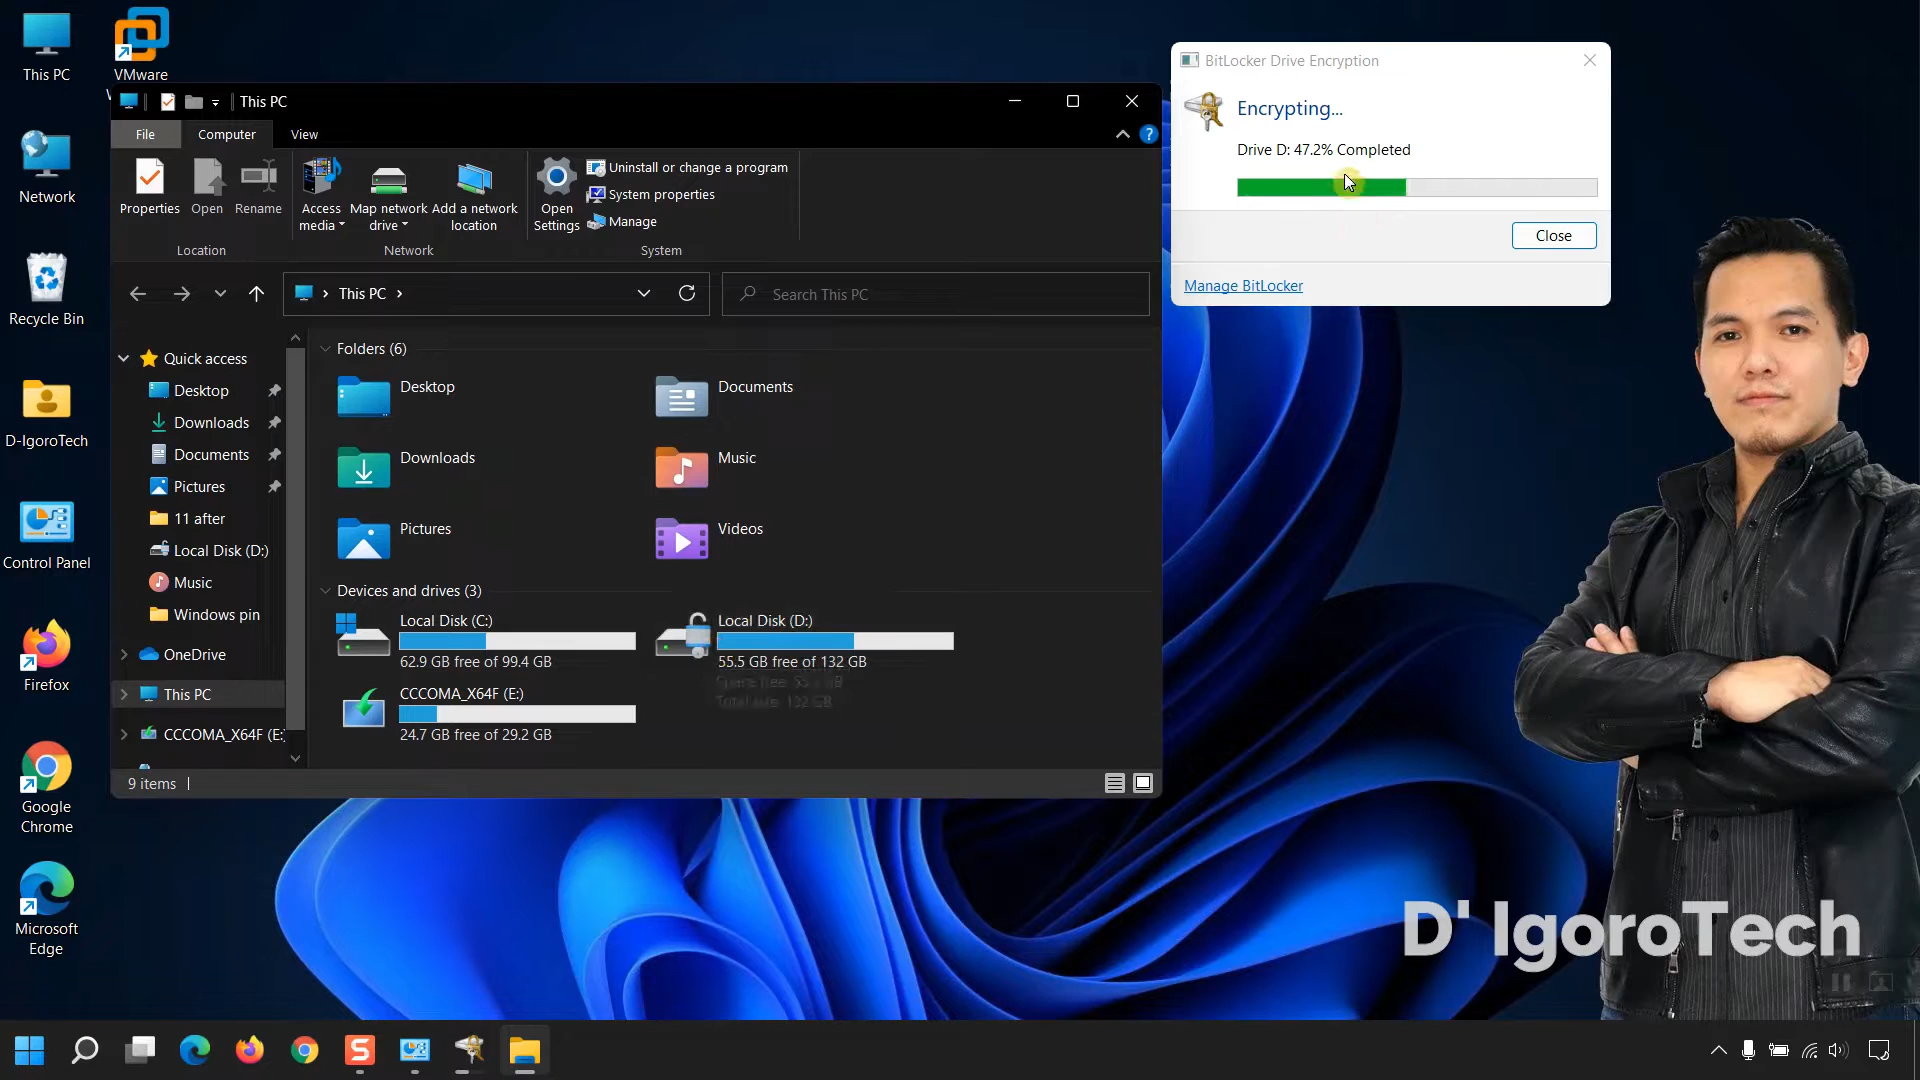 This PC
VMware
Network
Recycle Bin
D-IgoroTech
Control Panel
Firefox
Google
Chrome
Microsoft
Edge
This PC
File
Computer
View
Properties
Open
Rename
Location
Access
media
Map network
drive
Add a network
location
Network
Open
Settings
Uninstall or change a program
System properties
Manage
System
This PC
Search This PC
Quick access
Desktop
Downloads
Documents
Pictures
11 after
Local Disk (D:)
Music
Windows pin
OneDrive
This PC
CCCOMA_X64F (E:)
Folders (6)
Desktop
Documents
Downloads
Music
Pictures
Videos
Devices and drives (3)
Local Disk (C:)
62.9 GB free of 99.4 GB
Local Disk (D:)
55.5 GB free of 132 GB
Total size: 132 GB
CCCOMA_X64F (E:)
24.7 GB free of 29.2 GB
9 items
BitLocker Drive Encryption
Encrypting...
Drive D: 47.2% Completed
Close
Manage BitLocker
D' IgoroTech